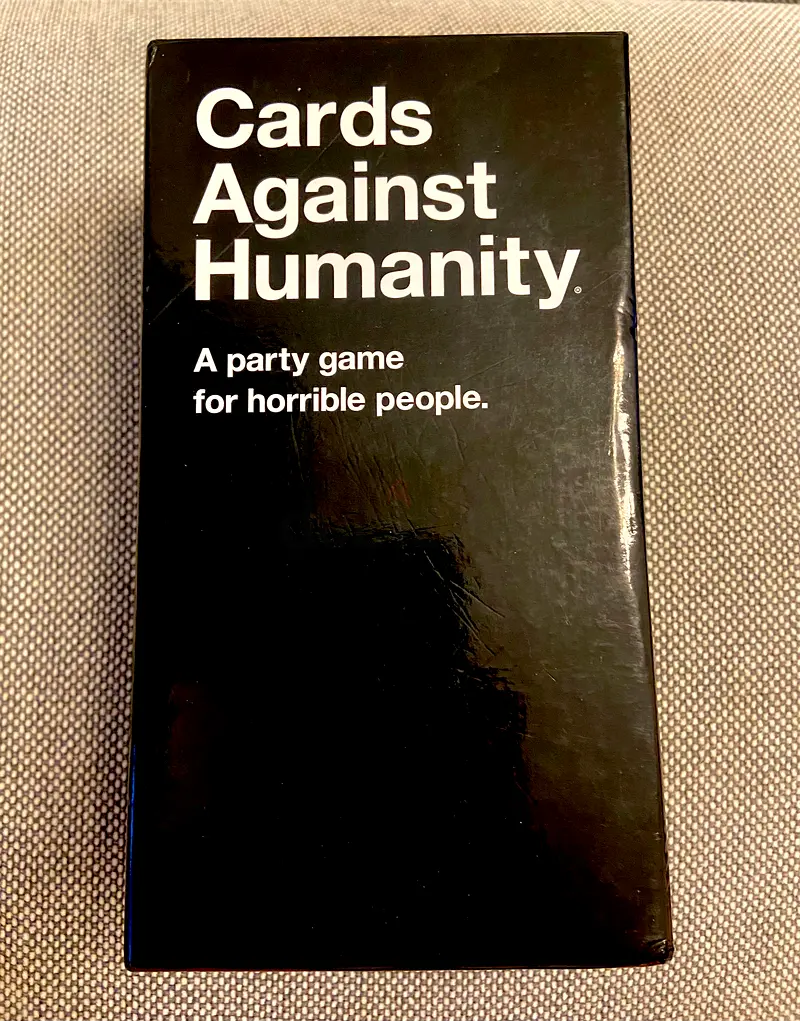 Cards
Against
Humanity®
A party game
for horrible people.